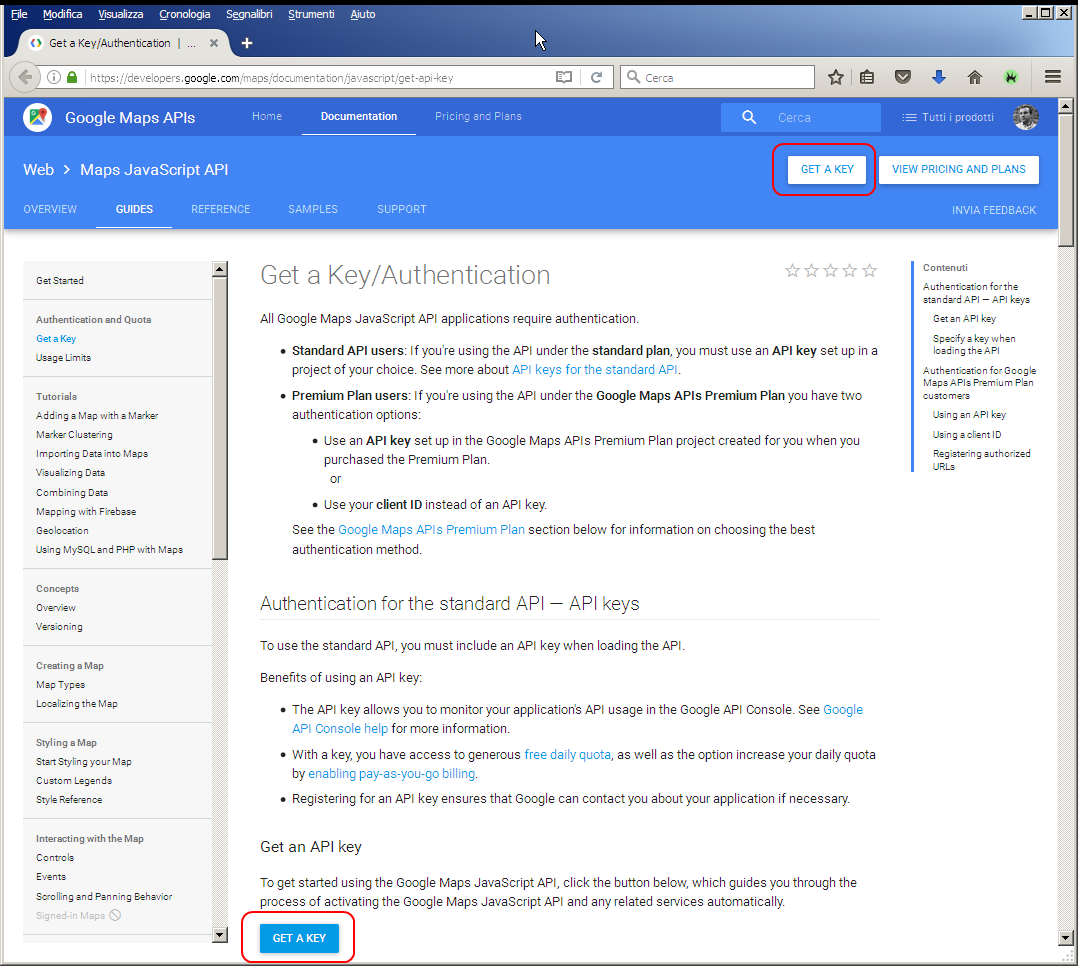 File Modifica Visualizza Cronologia Segnalibri Strumenti Aiuto
Get a Key/Authentication | ...
https://developers.google.com/maps/documentation/javascript/get-api-key
Cerca
Google Maps APIs
Home
Documentation
Pricing and Plans
Cerca
Tutti i prodotti
Web > Maps JavaScript API
GET A KEY
VIEW PRICING AND PLANS
OVERVIEW
GUIDES
REFERENCE
SAMPLES
SUPPORT
INVIA FEEDBACK
Get Started
Authentication and Quota
Get a Key
Usage Limits
Tutorials
Adding a Map with a Marker
Marker Clustering
Importing Data into Maps
Visualizing Data
Combining Data
Mapping with Firebase
Geolocation
Using MySQL and PHP with Maps
Concepts
Overview
Versioning
Creating a Map
Map Types
Localizing the Map
Styling a Map
Start Styling your Map
Custom Legends
Style Reference
Interacting with the Map
Controls
Events
Scrolling and Panning Behavior
Signed-in Maps
Get a Key/Authentication
All Google Maps JavaScript API applications require authentication.
• Standard API users: If you're using the API under the standard plan, you must use an API key set up in a
project of your choice. See more about API keys for the standard API.
• Premium Plan users: If you're using the API under the Google Maps APIs Premium Plan you have two
authentication options:
• Use an API key set up in the Google Maps APIs Premium Plan project created for you when you
purchased the Premium Plan.
or
• Use your client ID instead of an API key.
See the Google Maps APIs Premium Plan section below for information on choosing the best
authentication method.
Authentication for the standard API — API keys
To use the standard API, you must include an API key when loading the API.
Benefits of using an API key:
• The API key allows you to monitor your application's API usage in the Google API Console. See Google
API Console help for more information.
• With a key, you have access to generous free daily quota, as well as the option increase your daily quota
by enabling pay-as-you-go billing.
• Registering for an API key ensures that Google can contact you about your application if necessary.
Get an API key
To get started using the Google Maps JavaScript API, click the button below, which guides you through the
process of activating the Google Maps JavaScript API and any related services automatically.
GET A KEY
Contenuti
Authentication for the
standard API — API keys
Get an API key
Specify a key when
loading the API
Authentication for Google
Maps APIs Premium Plan
customers
Using an API key
Using a client ID
Registering authorized
URLs